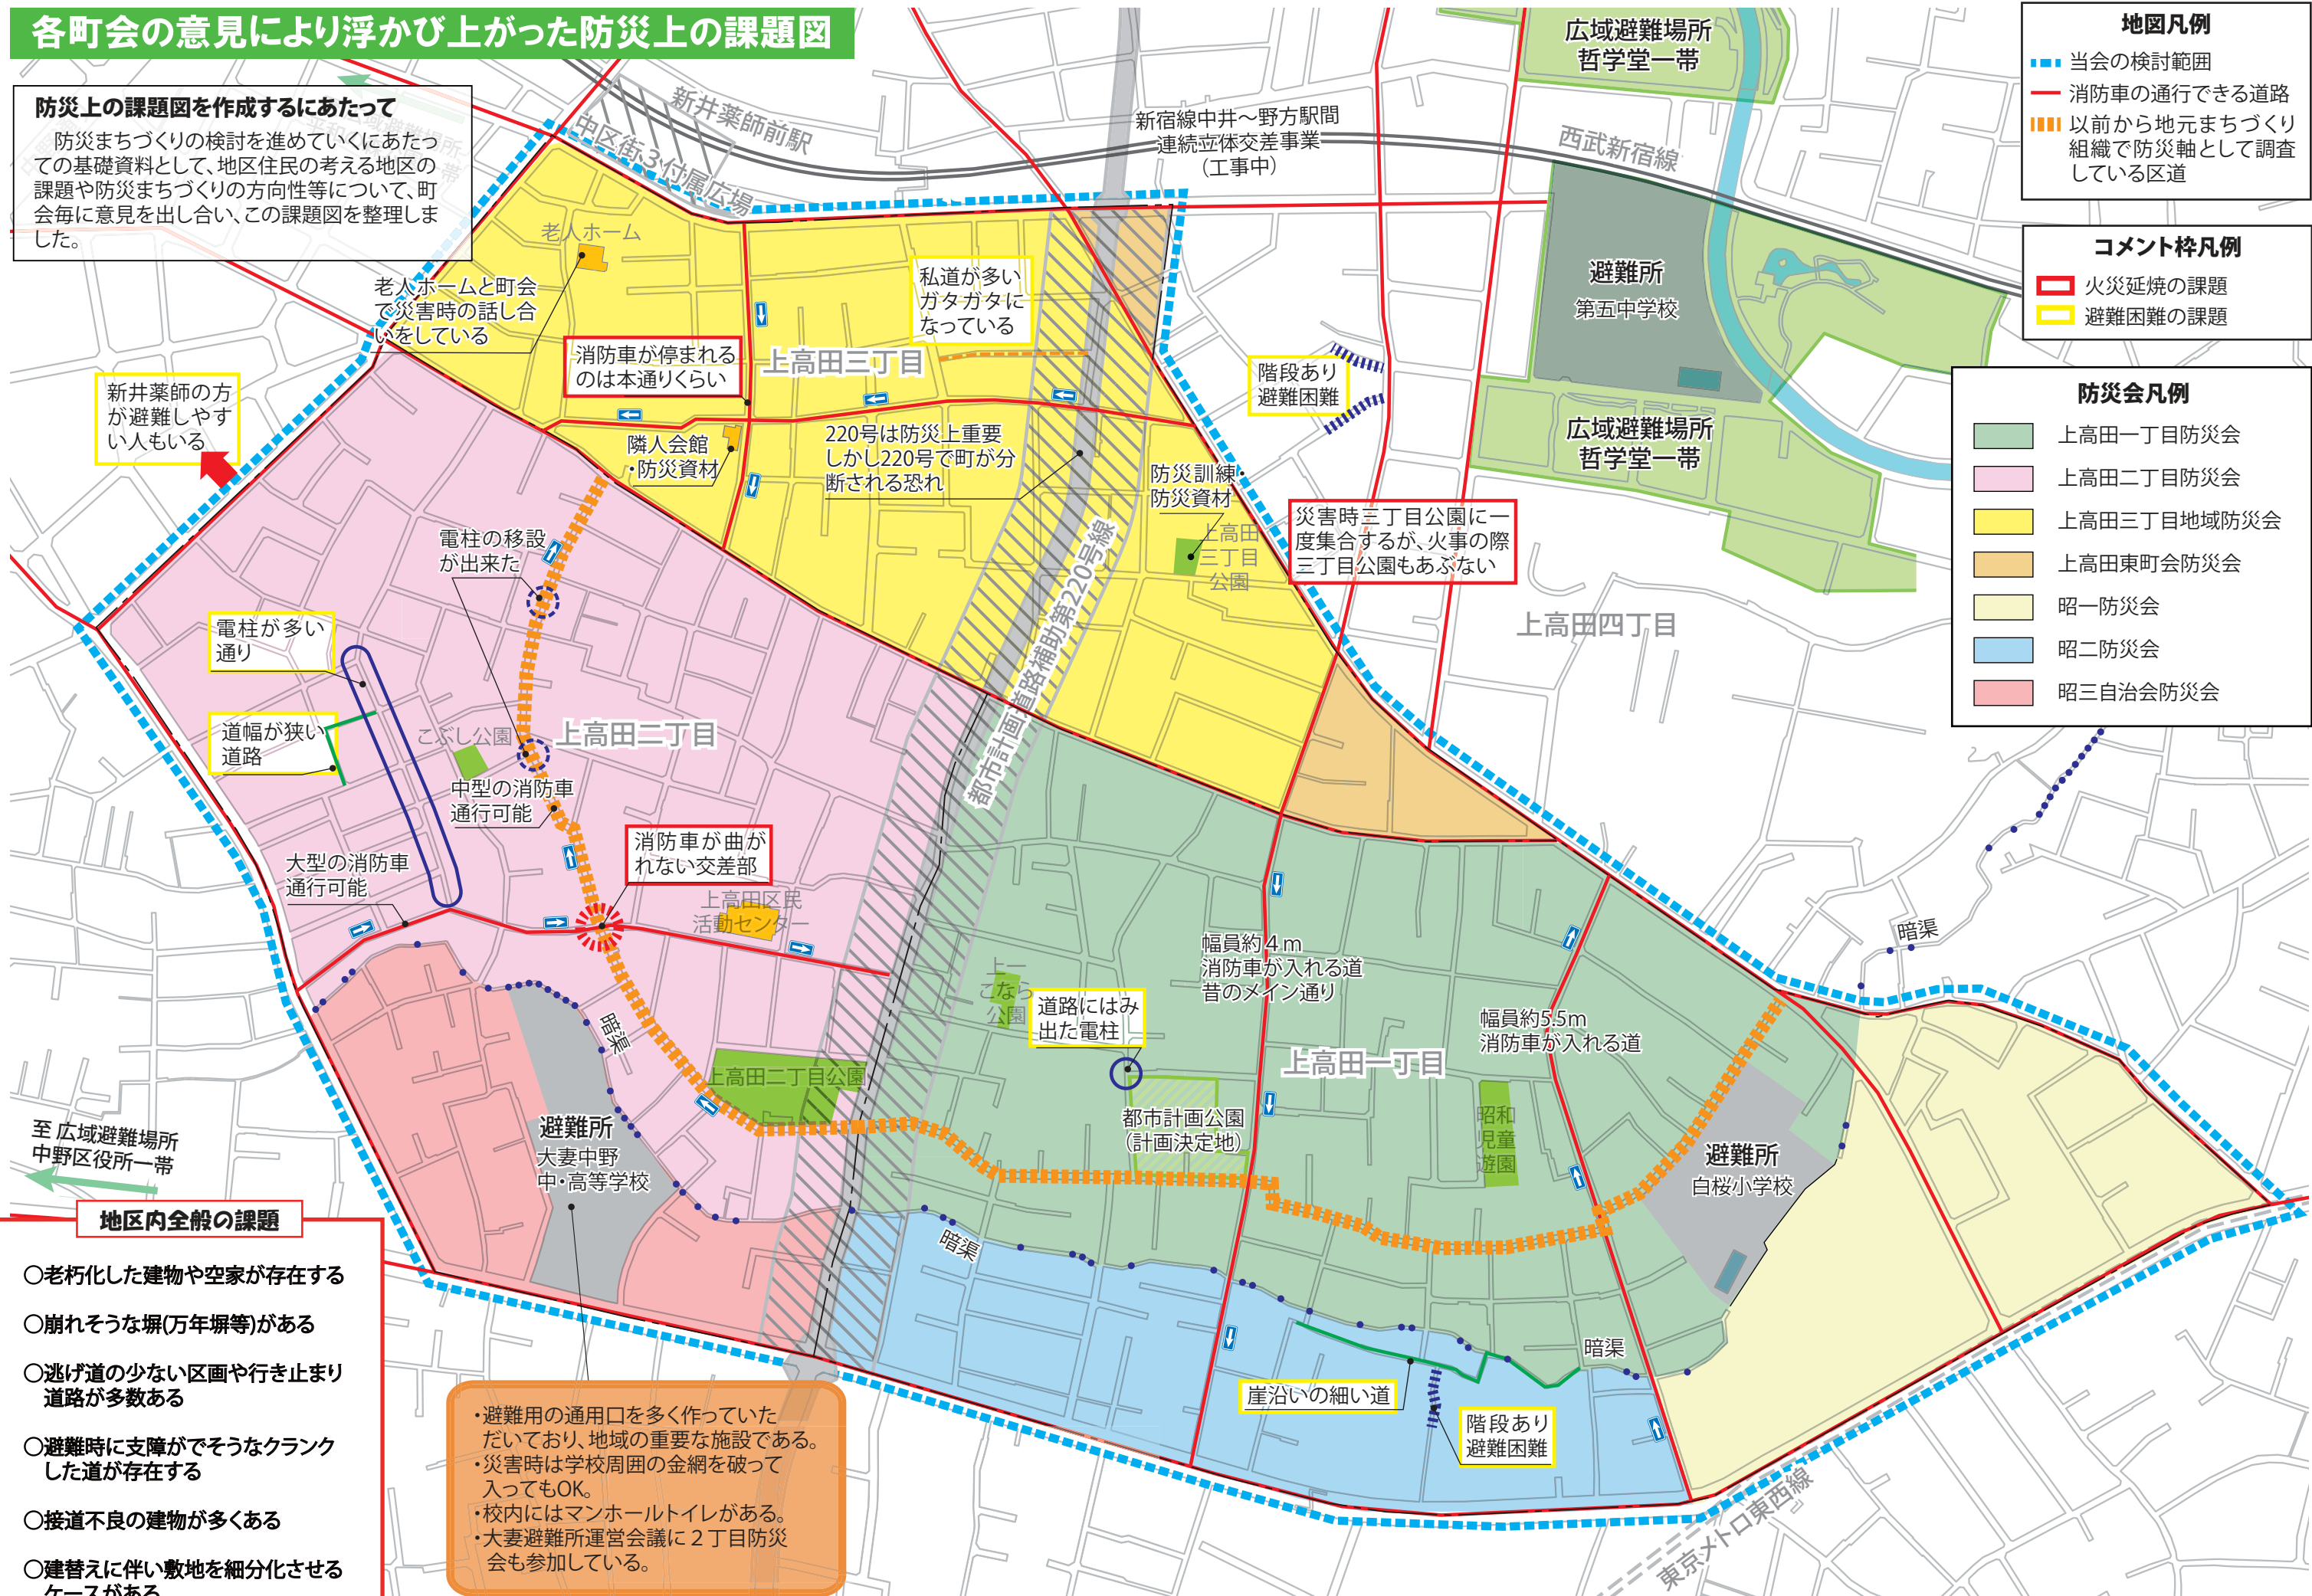 各町会の意見により浮かび上がった防災上の課題図
防災上の課題図を作成するにあたって
防災まちづくりの検討を進めていくにあたっ
ての基礎資料として、地区住民の考える地区の
課題や防災まちづくりの方向性等について、町
会毎に意見を出し合い、この課題図を整理しま
した。
地図凡例
当会の検討範囲
消防車の通行できる道路
以前から地元まちづくり
組織で防災軸として調査
している区道
コメント枠凡例
火災延焼の課題
避難困難の課題
防災会凡例
上高田一丁目防災会
上高田二丁目防災会
上高田三丁目地域防災会
上高田東町会防災会
昭一防災会
昭二防災会
昭三自治会防災会
広域避難場所
哲学堂一帯
新井薬師前駅
中区街3付属広場
新宿線中井～野方駅間
連続立体交差事業
(工事中)
西武新宿線
避難所
第五中学校
広域避難場所
哲学堂一帯
老人ホーム
老人ホームと町会
で災害時の話し合
いをしている
私道が多い
ガタガタに
なっている
消防車が停まれる
のは本通りくらい
上高田三丁目
階段あり
避難困難
新井薬師の方
が避難しやす
い人もいる
隣人会館
・防災資材
220号は防災上重要
しかし220号で町が分
断される恐れ
防災訓練・
防災資材
上高田
三丁目
公園
災害時三丁目公園に一
度集合するが、火事の際
三丁目公園もあぶない
上高田四丁目
都市計画道路補助第220号線
電柱の移設
が出来た
電柱が多い
通り
道幅が狭い
道路
こぶし公園
上高田二丁目
中型の消防車
通行可能
消防車が曲が
れない交差部
大型の消防車
通行可能
上高田区民
活動センター
暗渠
幅員約４ｍ
消防車が入れる道
昔のメイン通り
上一
こなら
公園
道路にはみ
出た電柱
幅員約5.5m
消防車が入れる道
上高田一丁目
暗渠
上高田二丁目公園
都市計画公園
(計画決定地)
昭和
児童
遊園
避難所
大妻中野
中・高等学校
避難所
白桜小学校
至 広域避難場所
中野区役所一帯
暗渠
暗渠
崖沿いの細い道
階段あり
避難困難
東京メトロ東西線
地区内全般の課題
○老朽化した建物や空家が存在する
○崩れそうな塀(万年塀等)がある
○逃げ道の少ない区画や行き止まり
道路が多数ある
○避難時に支障がでそうなクランク
した道が存在する
○接道不良の建物が多くある
○建替えに伴い敷地を細分化させる
ケースがある
・避難用の通用口を多く作っていた
だいており、地域の重要な施設である。
・災害時は学校周囲の金網を破って
入ってもOK。
・校内にはマンホールトイレがある。
・大妻避難所運営会議に２丁目防災
会も参加している。